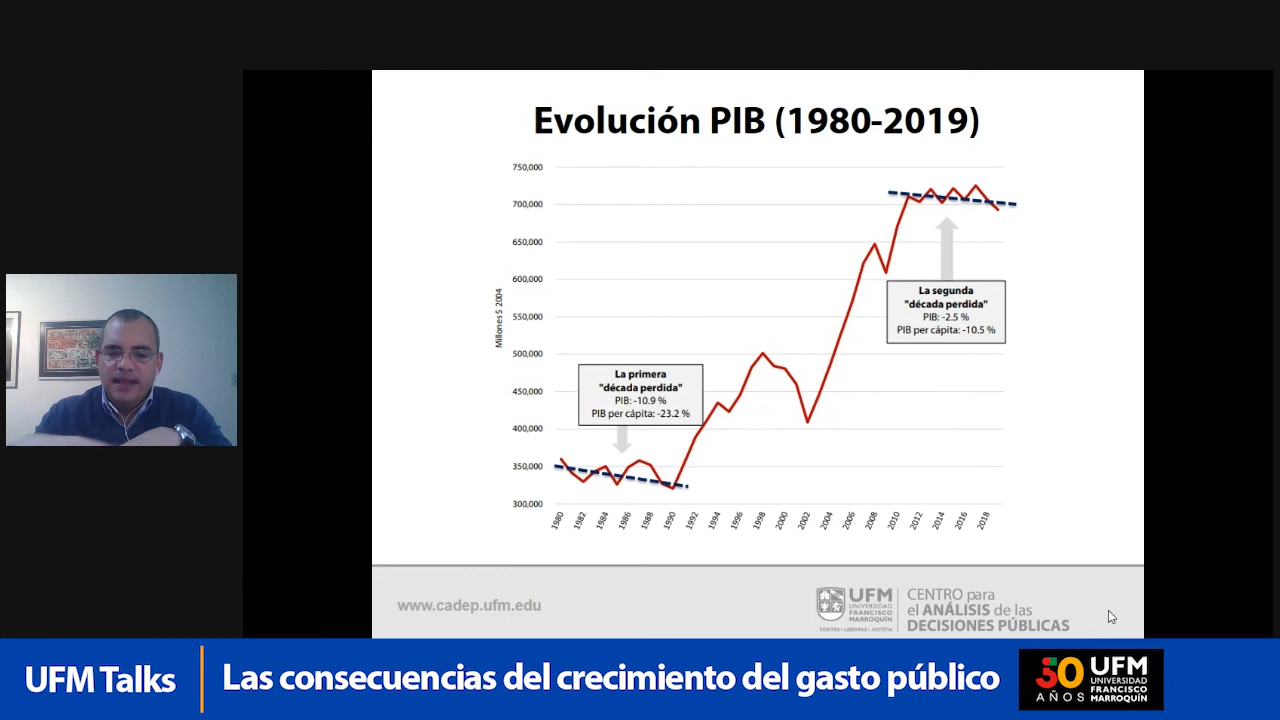 Evolución PIB (1980-2019)
750,000
700,000
650,000
600,000
550,000
500,000
450,000
400,000
350,000
300,000
Millones $ 2004
La segunda
"década perdida"
PIB: -2.5 %
PIB per cápita: -10.5 %
La primera
"década perdida"
PIB: -10.9 %
PIB per cápita: -23.2 %
1980
1982
1984
1986
1988
1990
1992
1994
1996
1998
2000
2002
2004
2006
2008
2010
2012
2014
2016
2018
www.cadep.ufm.edu
UFM
UNIVERSIDAD
FRANCISCO
MARROQUÍN
VERITAS · LIBERTAS · JUSTITIA
CENTRO para
el ANÁLISIS de las
DECISIONES PÚBLICAS
UFM Talks
Las consecuencias del crecimiento del gasto público
50
AÑOS
UFM
UNIVERSIDAD
FRANCISCO
MARROQUÍN